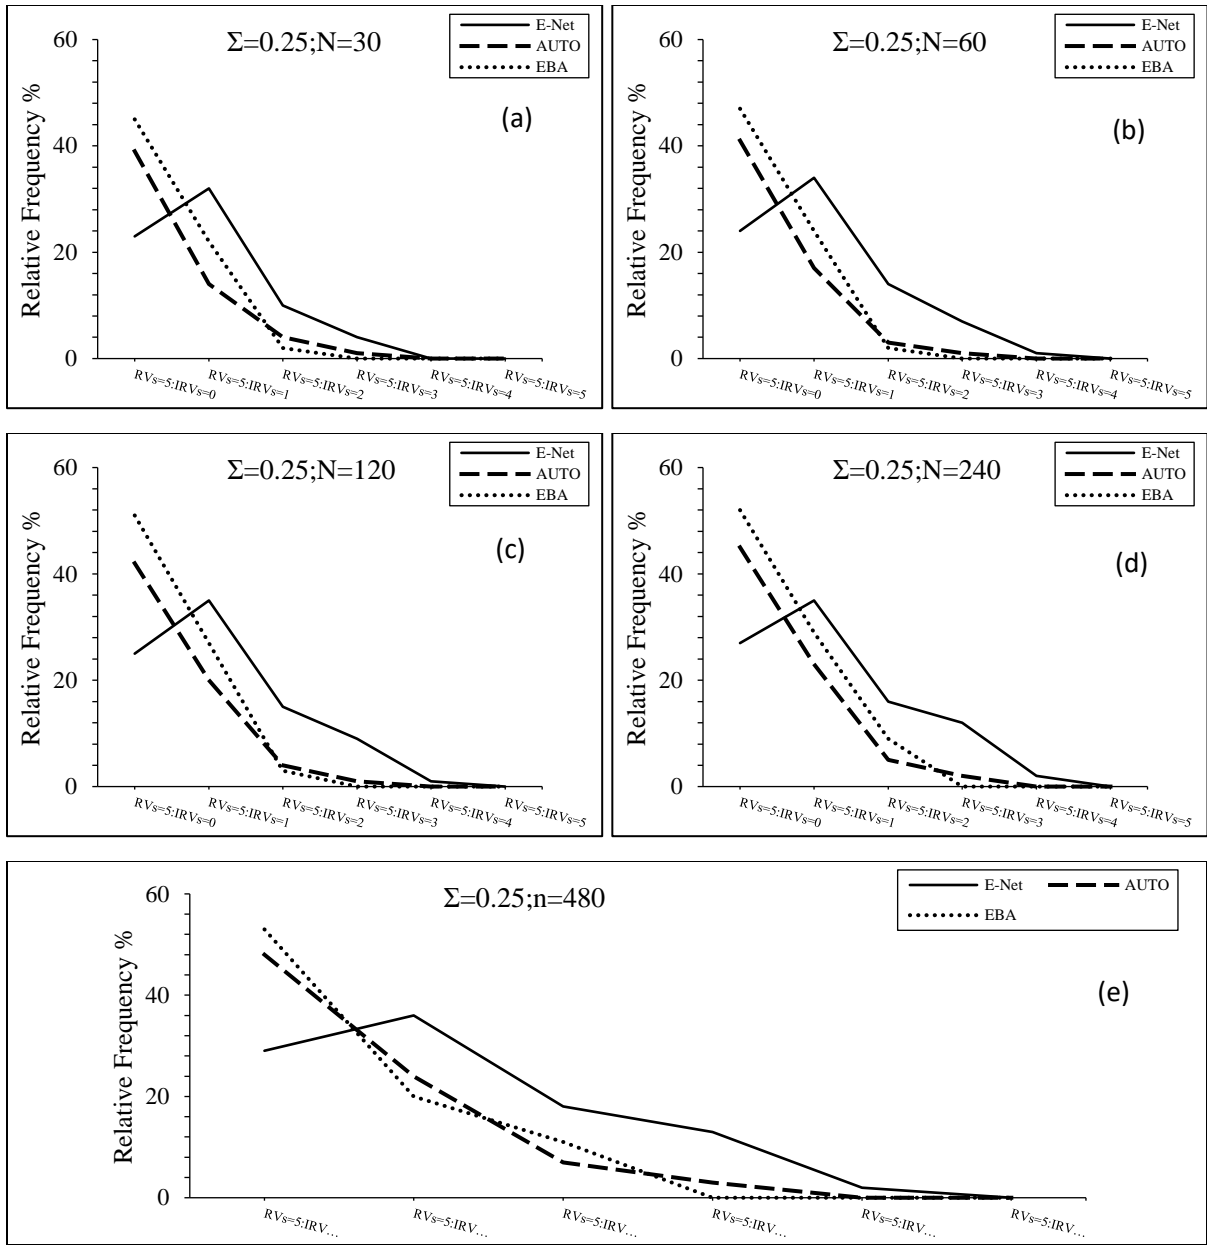 Σ=0.25;N=30
E-Net
AUTO
EBA
(a)
Relative Frequency %
60
40
20
0
RVs=5:IRVs=0
RVs=5:IRVs=1
RVs=5:IRVs=2
RVs=5:IRVs=3
RVs=5:IRVs=4
RVs=5:IRVs=5
Σ=0.25;N=60
E-Net
AUTO
EBA
(b)
Relative Frequency %
60
40
20
0
RVs=5:IRVs=0
RVs=5:IRVs=1
RVs=5:IRVs=2
RVs=5:IRVs=3
RVs=5:IRVs=4
RVs=5:IRVs=5
Σ=0.25;N=120
E-Net
AUTO
EBA
(c)
Relative Frequency %
60
40
20
0
RVs=5:IRVs=0
RVs=5:IRVs=1
RVs=5:IRVs=2
RVs=5:IRVs=3
RVs=5:IRVs=4
RVs=5:IRVs=5
Σ=0.25;N=240
E-Net
AUTO
EBA
(d)
Relative Frequency %
60
40
20
0
RVs=5:IRVs=0
RVs=5:IRVs=1
RVs=5:IRVs=2
RVs=5:IRVs=3
RVs=5:IRVs=4
RVs=5:IRVs=5
Σ=0.25;n=480
E-Net AUTO
EBA
(e)
Relative Frequency %
60
40
20
0
RVs=5:IRV...
RVs=5:IRV...
RVs=5:IRV...
RVs=5:IRV...
RVs=5:IRV...
RVs=5:IRV...